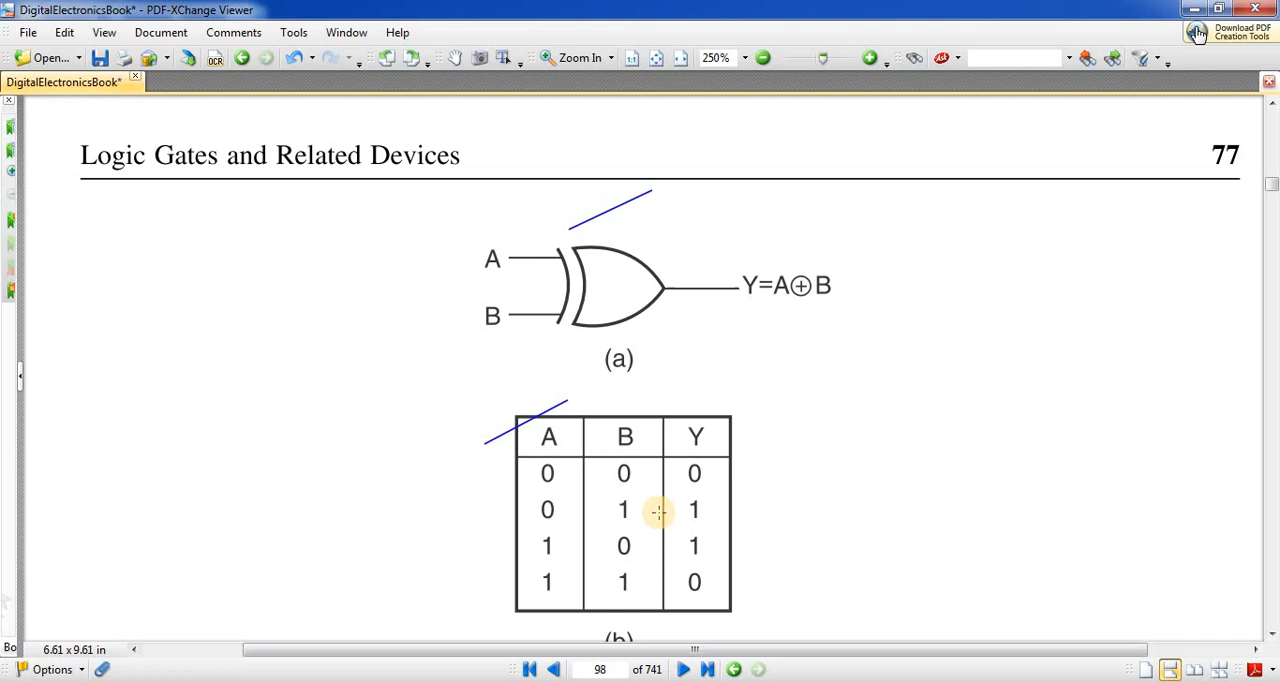 DigitalElectronicsBook* - PDF-XChange Viewer
File Edit View Document Comments Tools Window Help
Download PDF
Creation Tools
Open... OCR Zoom In 250%
DigitalElectronicsBook*
Logic Gates and Related Devices 77
A
Y=A⊕B
B
(a)
A B Y
0 0 0
0 1 1
1 0 1
1 1 0
(b)
Bo 6.61 x 9.61 in
Options 98 of 741